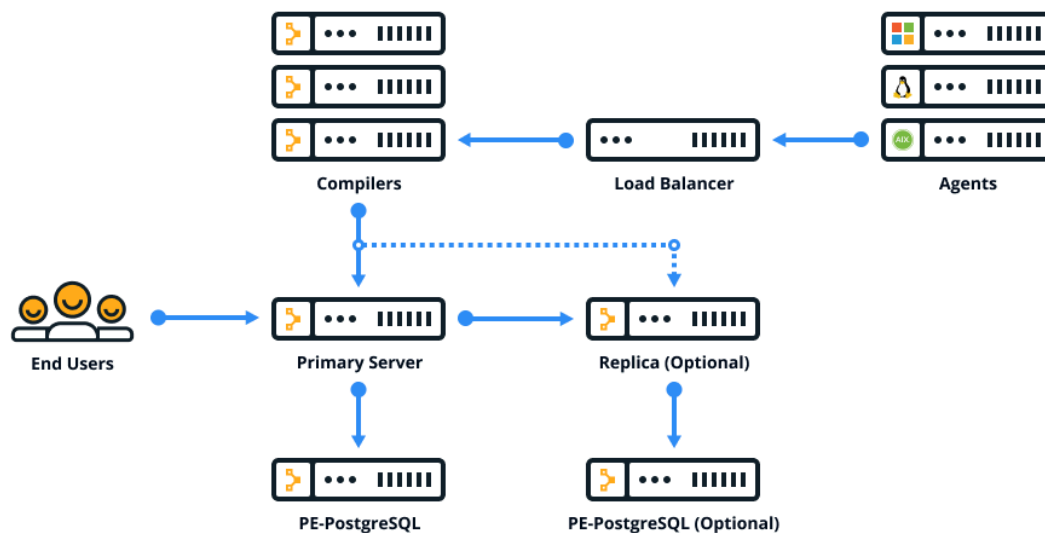 Compilers
Load Balancer
AIX
Agents
End Users
Primary Server
Replica (Optional)
PE-PostgreSQL
PE-PostgreSQL (Optional)